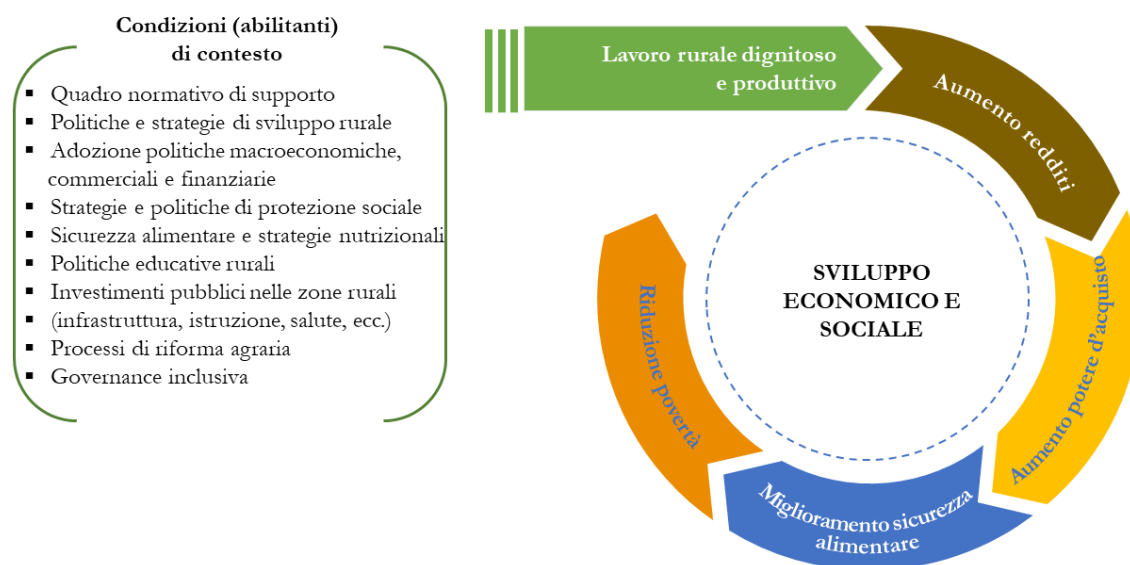 Condizioni (abilitanti)
di contesto
▪ Quadro normativo di supporto
▪ Politiche e strategie di sviluppo rurale
▪ Adozione politiche macroeconomiche,
commerciali e finanziarie
▪ Strategie e politiche di protezione sociale
▪ Sicurezza alimentare e strategie nutrizionali
▪ Politiche educative rurali
▪ Investimenti pubblici nelle zone rurali
▪ (infrastruttura, istruzione, salute, ecc.)
▪ Processi di riforma agraria
▪ Governance inclusiva
Lavoro rurale dignitoso
e produttivo
Aumento redditi
Aumento potere d'acquisto
Miglioramento sicurezza
alimentare
Riduzione povertà
SVILUPPO
ECONOMICO E
SOCIALE